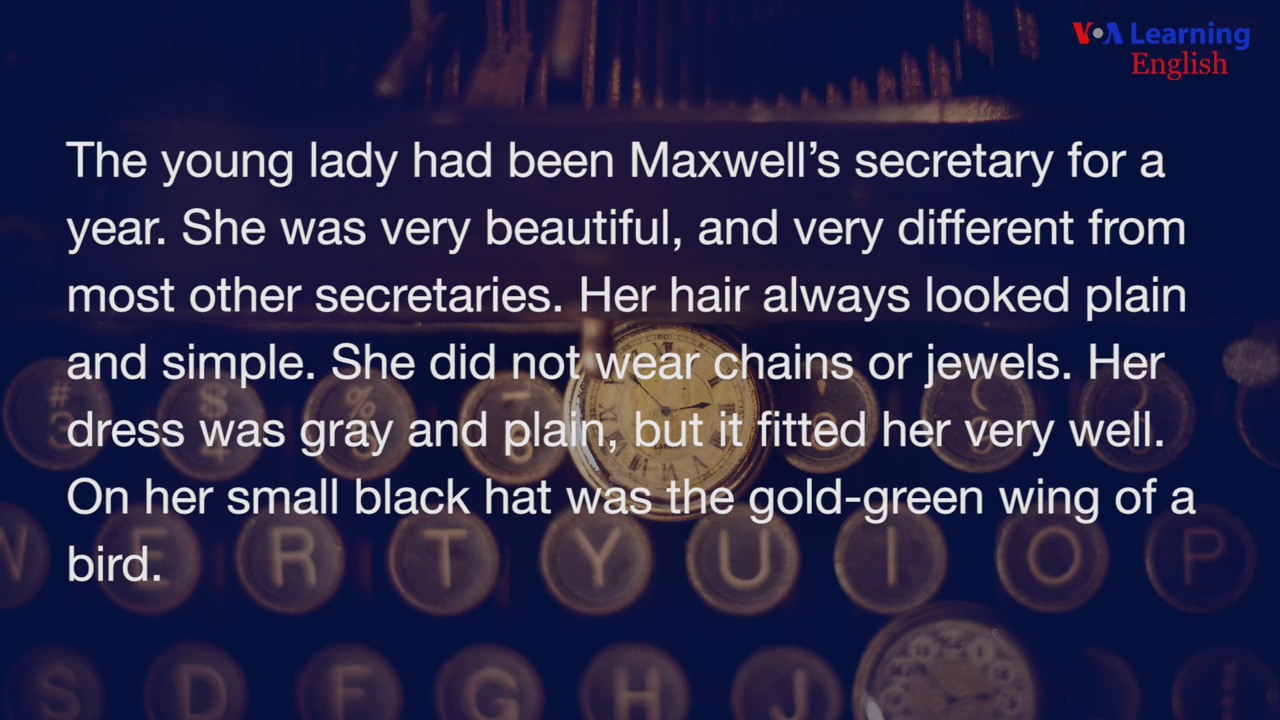 VOA Learning
English
The young lady had been Maxwell’s secretary for a
year. She was very beautiful, and very different from
most other secretaries. Her hair always looked plain
and simple. She did not wear chains or jewels. Her
dress was gray and plain, but it fitted her very well.
On her small black hat was the gold-green wing of a
bird.
# $ % -
3 4
W E R T Y U I O P
S D F G H J